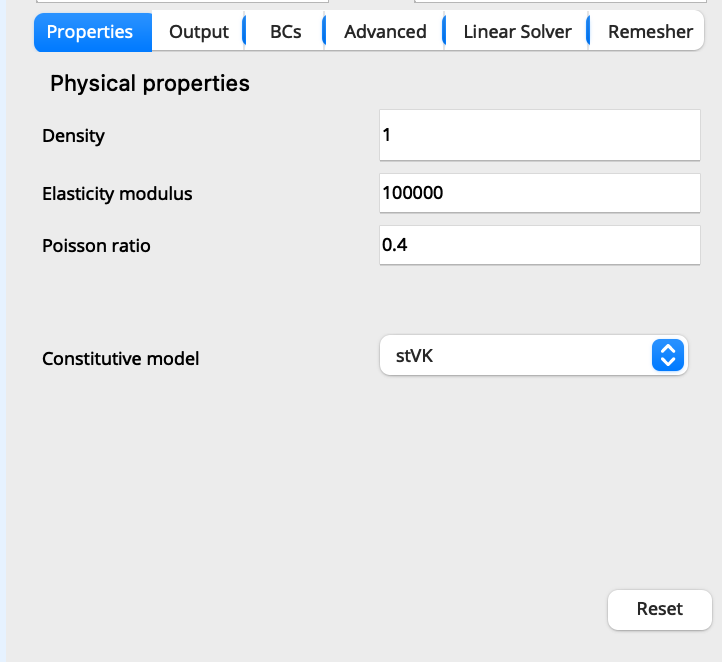 Properties Output BCs Advanced Linear Solver Remesher
Physical properties
Density 1
Elasticity modulus 100000
Poisson ratio 0.4
Constitutive model stVK
Reset